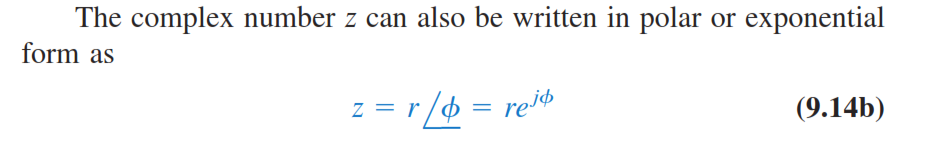 The complex number z can also be written in polar or exponential
form as
z = r/ϕ = re^{jϕ} (9.14b)